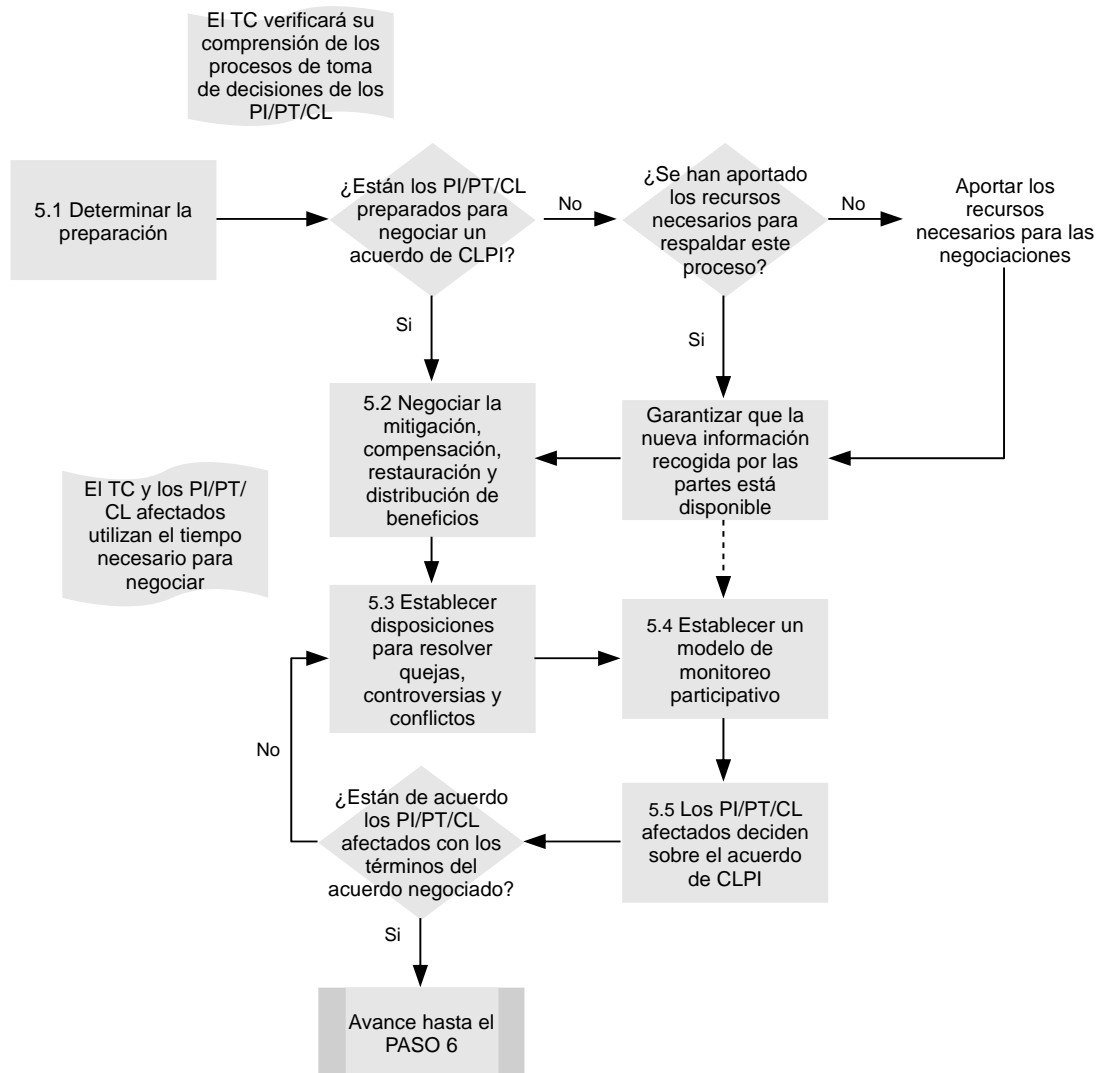 El TC verificará su
comprensión de los
procesos de toma
de decisiones de los
PI/PT/CL
5.1 Determinar la
preparación
¿Están los PI/PT/CL
preparados para
negociar un
acuerdo de CLPI?
No
¿Se han aportado
los recursos
necesarios para
respaldar este
proceso?
No
Aportar los
recursos
necesarios para las
negociaciones
Si
Si
5.2 Negociar la
mitigación,
compensación,
restauración y
distribución de
beneficios
Garantizar que la
nueva información
recogida por las
partes está
disponible
El TC y los PI/PT/
CL afectados
utilizan el tiempo
necesario para
negociar
5.3 Establecer
disposiciones
para resolver
quejas,
controversias y
conflictos
5.4 Establecer un
modelo de
monitoreo
participativo
No
¿Están de acuerdo
los PI/PT/CL
afectados con los
términos del
acuerdo negociado?
5.5 Los PI/PT/CL
afectados deciden
sobre el acuerdo
de CLPI
Si
Avance hasta el
PASO 6